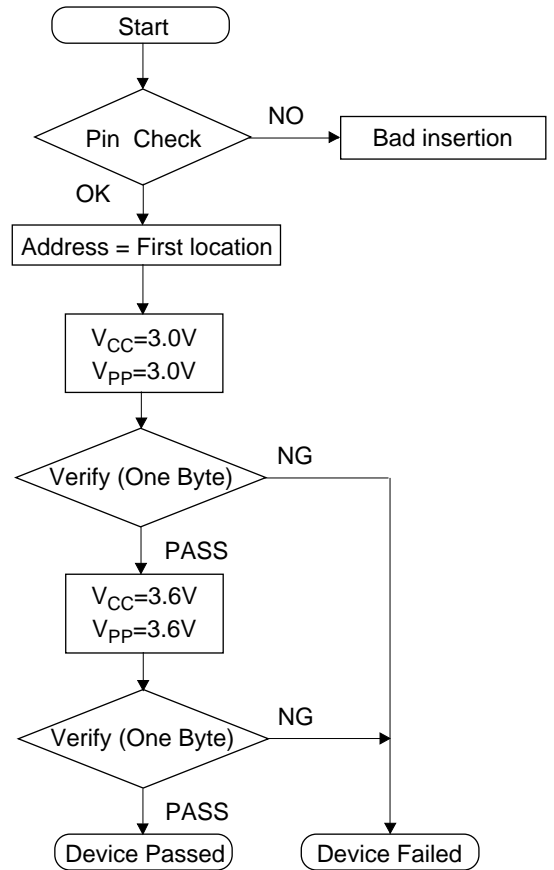 Start
Pin Check
NO
Bad insertion
OK
Address = First location
VCC=3.0V
VPP=3.0V
Verify (One Byte)
NG
PASS
VCC=3.6V
VPP=3.6V
Verify (One Byte)
NG
PASS
Device Passed
Device Failed